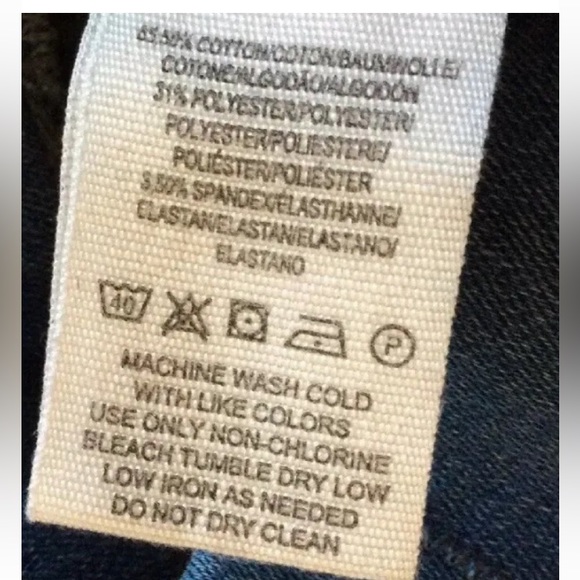 65.50% COTTON/COTON/BAUMWOLLE/
COTONE/ALGODÃO/ALGODÓN
31% POLYESTER/POLYESTER/
POLYESTER/POLIESTERE/
POLIÉSTER/POLIÉSTER
3.50% SPANDEX/ELASTHANNE/
ELASTAN/ELASTAN/ELASTANO/
ELASTANO
40 P
MACHINE WASH COLD
WITH LIKE COLORS
USE ONLY NON-CHLORINE
BLEACH TUMBLE DRY LOW
LOW IRON AS NEEDED
DO NOT DRY CLEAN